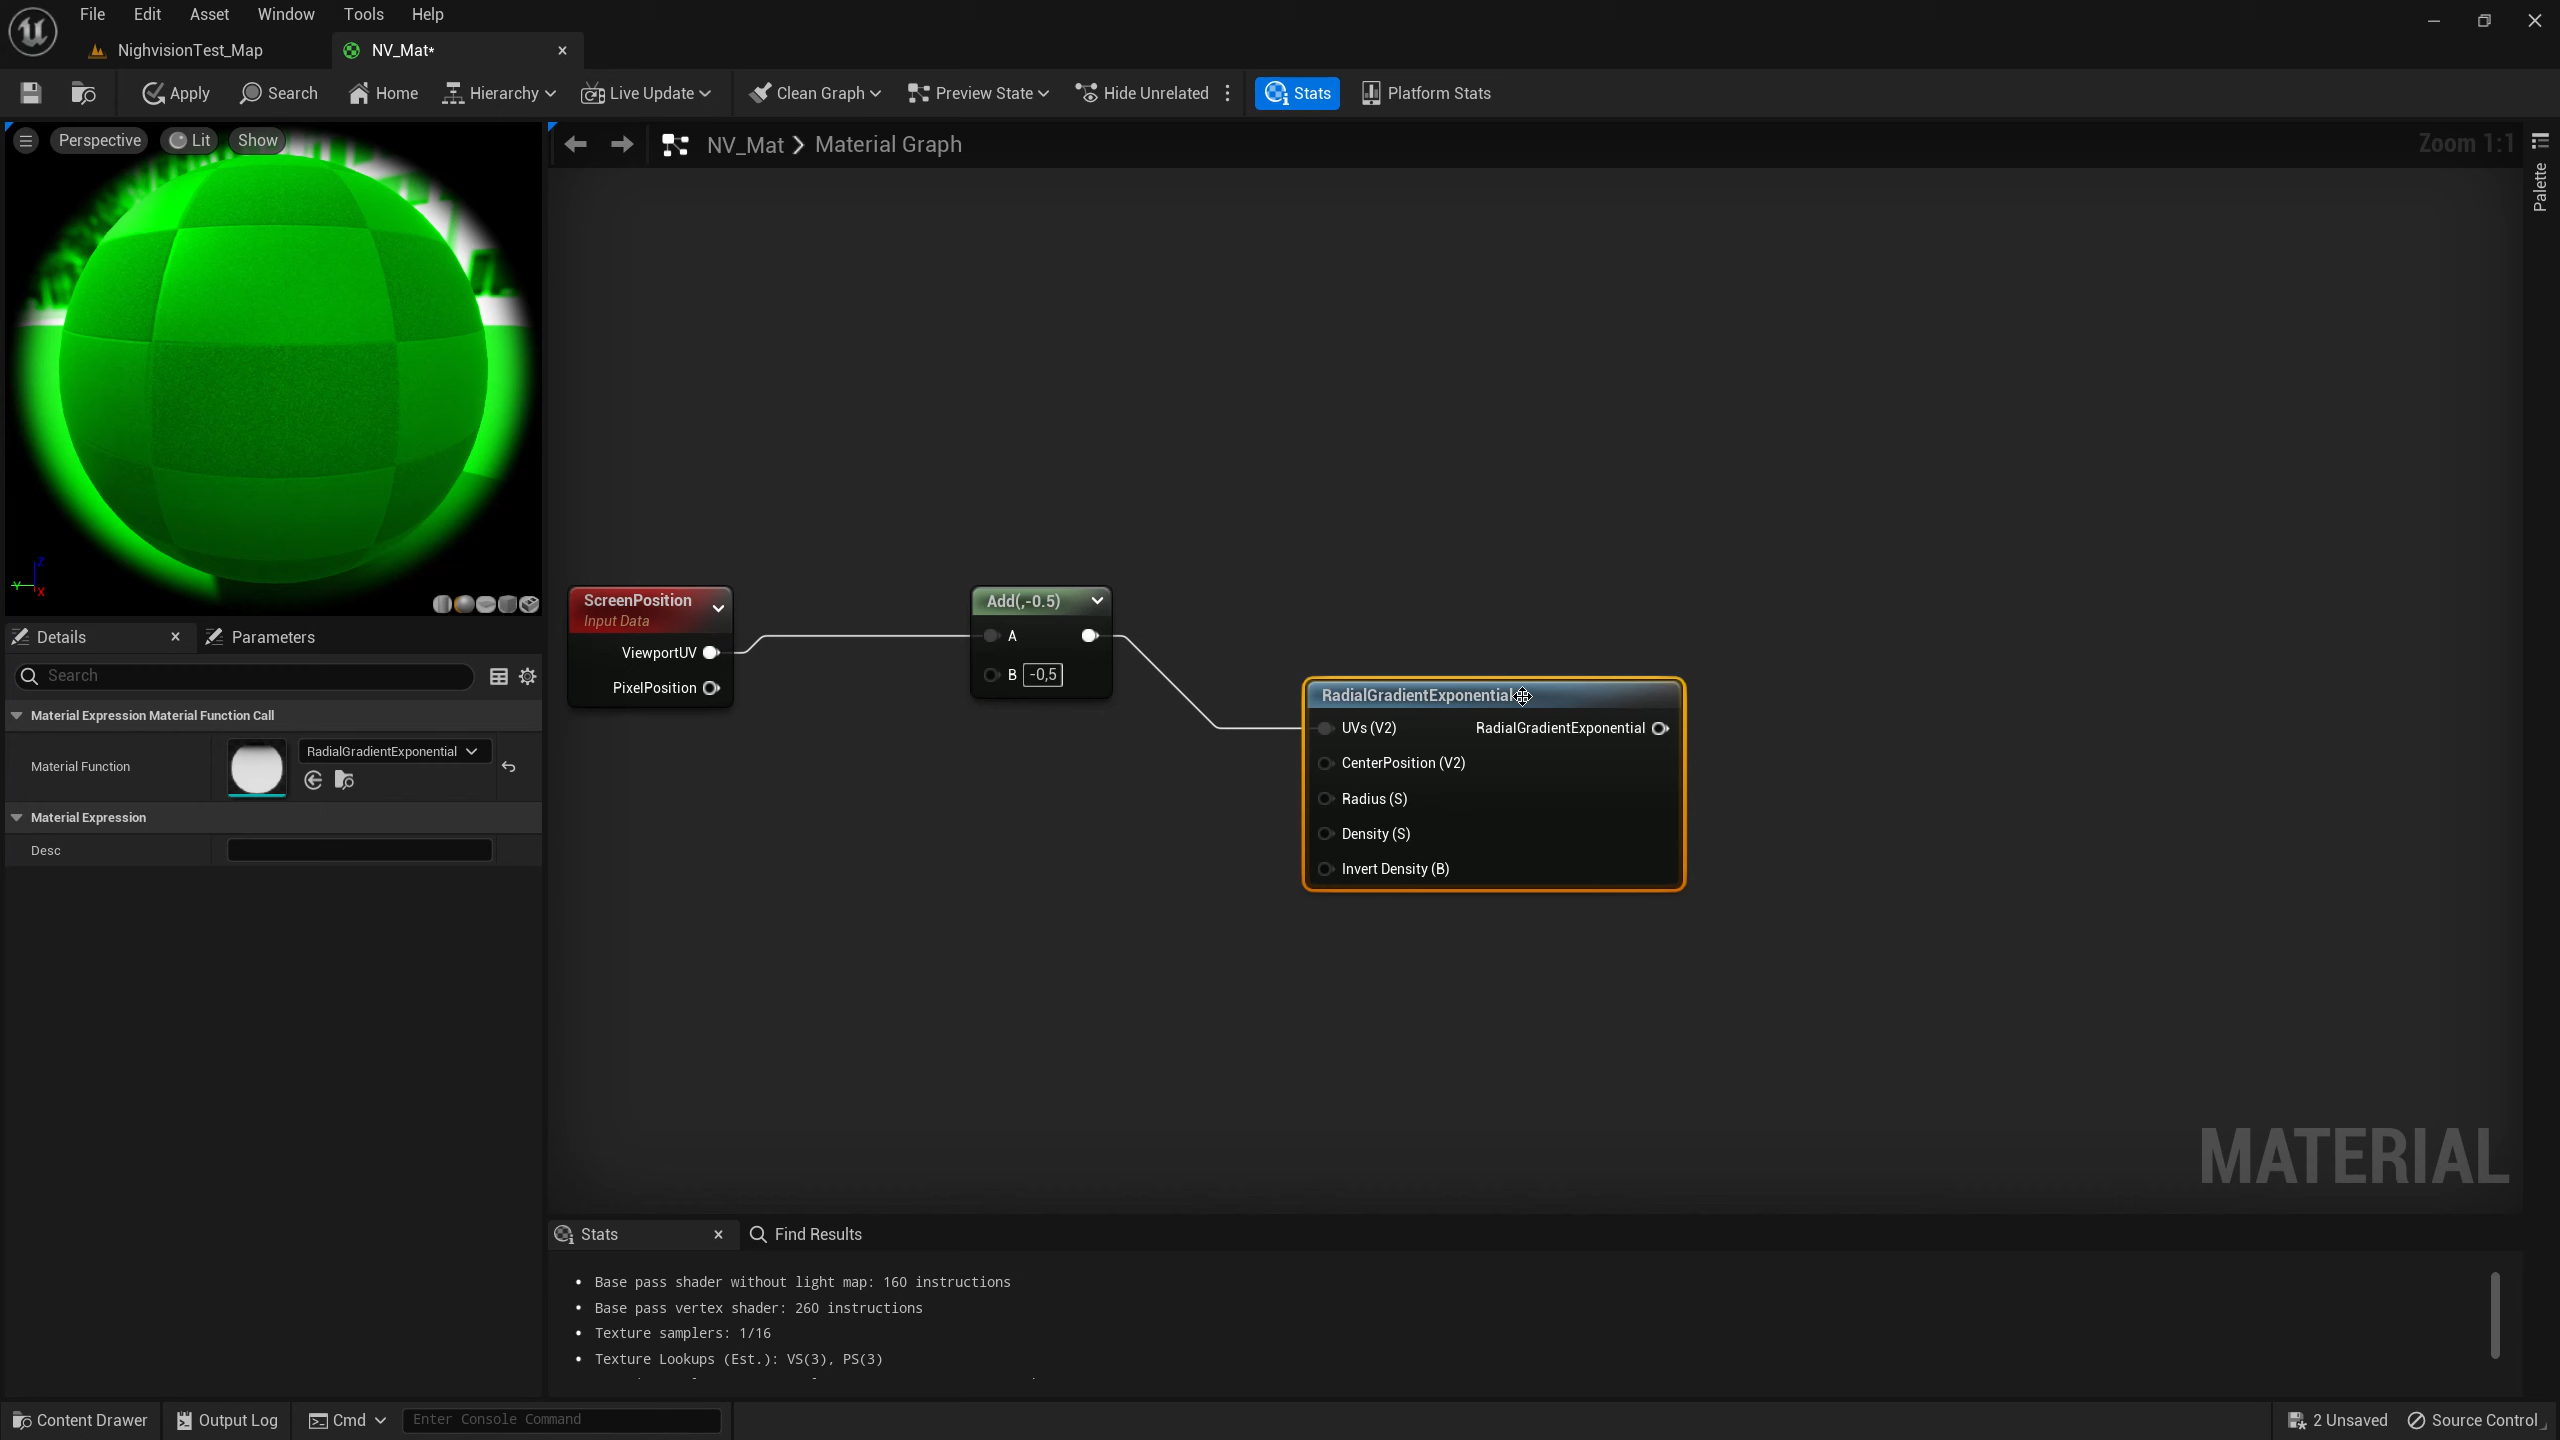 File Edit Asset Window Tools Help
NighvisionTest_Map NV_Mat*
Apply Search Home Hierarchy Live Update Clean Graph Preview State Hide Unrelated Stats Platform Stats
Perspective Lit Show
NV_Mat > Material Graph
Zoom 1:1
Palette
ScreenPosition
Input Data
ViewportUV
PixelPosition
Add(,-0.5)
A
B -0,5
RadialGradientExponential
UVs (V2) RadialGradientExponential
CenterPosition (V2)
Radius (S)
Density (S)
Invert Density (B)
MATERIAL
Z
Y
X
Details Parameters
Search
Material Expression Material Function Call
Material Function RadialGradientExponential
Material Expression
Desc
Stats Find Results
• Base pass shader without light map: 160 instructions
• Base pass vertex shader: 260 instructions
• Texture samplers: 1/16
• Texture Lookups (Est.): VS(3), PS(3)
Content Drawer Output Log Cmd Enter Console Command
2 Unsaved Source Control